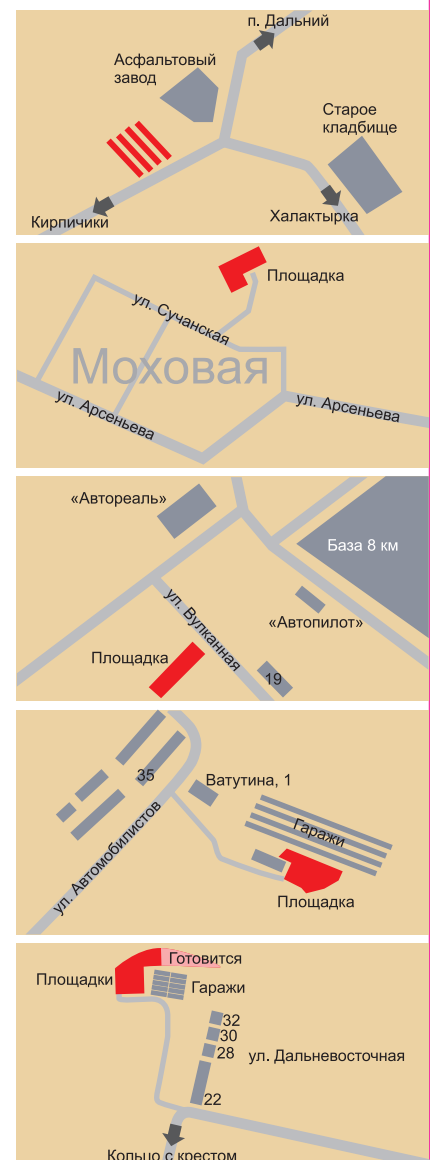 п. Дальний
Асфальтовый
завод
Старое
кладбище
Кирпичики
Халактырка
Площадка
ул. Сучанская
Моховая
ул. Арсеньева
ул. Арсеньева
«Автореаль»
База 8 км
ул. Вулканная
«Автопилот»
Площадка
19
35
Ватутина, 1
Гаражи
ул. Автомобилистов
Площадка
Готовится
Площадки
Гаражи
32
30
28
ул. Дальневосточная
22
Кольцо с крестом